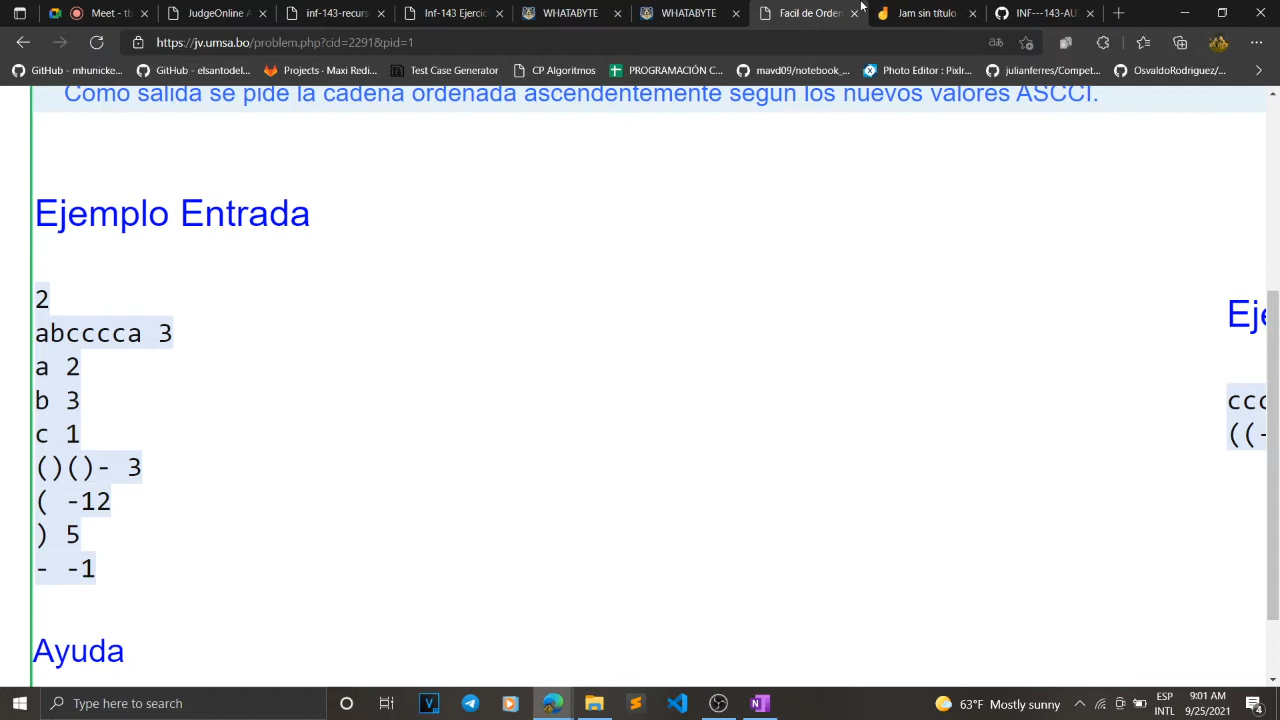 Meet - tb
JudgeOnline A
inf-143-recurs
Inf-143 Ejercic
WHATABYTE
WHATABYTE
Facil de Orden
Jam sin título
INF---143-AU
https://jv.umsa.bo/problem.php?cid=2291&pid=1
GitHub - mhunicke...
GitHub - elsantodel...
Projects · Maxi Redi...
Test Case Generator
CP Algoritmos
PROGRAMACIÓN C...
mavd09/notebook_...
Photo Editor : Pixlr...
julianferres/Compet...
OsvaldoRodriguez/...
Como salida se pide la cadena ordenada ascendentemente segun los nuevos valores ASCCI.
Ejemplo Entrada
2
abcccca 3
a 2
b 3
c 1
()()- 3
( -12
) 5
- -1
Eje
ccc
((-
Ayuda
Type here to search
63°F Mostly sunny
ESP
INTL
9:01 AM
9/25/2021
4